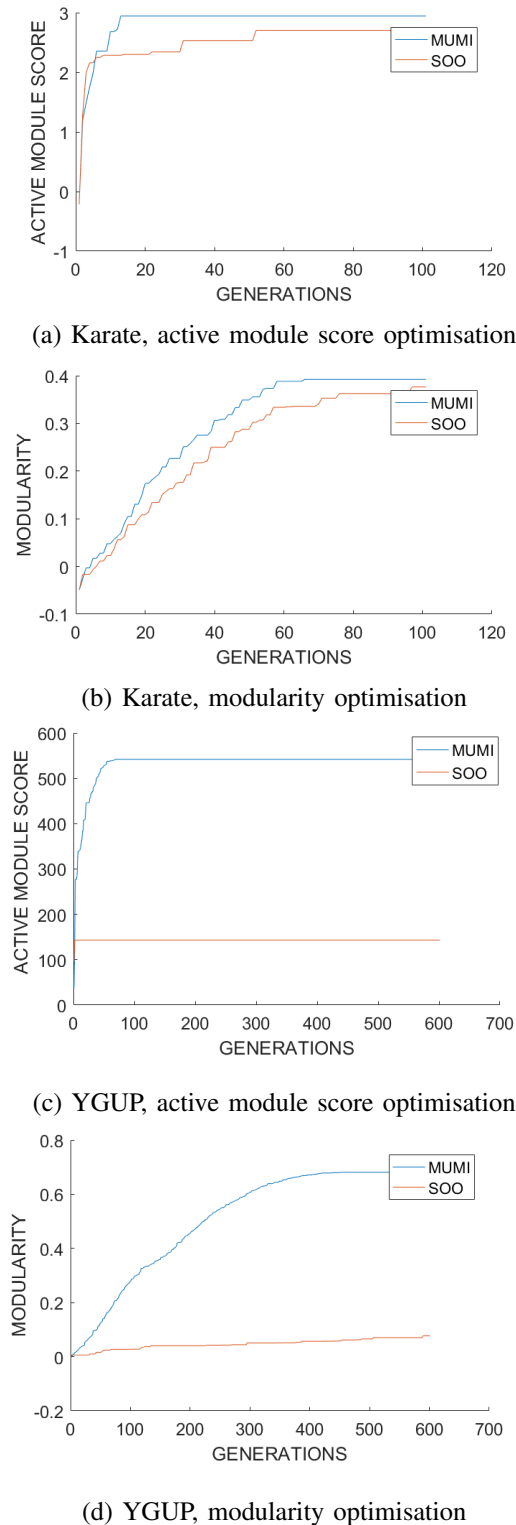 3
2
1
0
-1
ACTIVE MODULE SCORE
MUMI
SOO
0 20 40 60 80 100 120
GENERATIONS
(a) Karate, active module score optimisation
0.4
0.3
0.2
0.1
0
-0.1
MODULARITY
MUMI
SOO
0 20 40 60 80 100 120
GENERATIONS
(b) Karate, modularity optimisation
600
500
400
300
200
100
0
ACTIVE MODULE SCORE
MUMI
SOO
0 100 200 300 400 500 600 700
GENERATIONS
(c) YGUP, active module score optimisation
0.8
0.6
0.4
0.2
0
-0.2
MODULARITY
MUMI
SOO
0 100 200 300 400 500 600 700
GENERATIONS
(d) YGUP, modularity optimisation